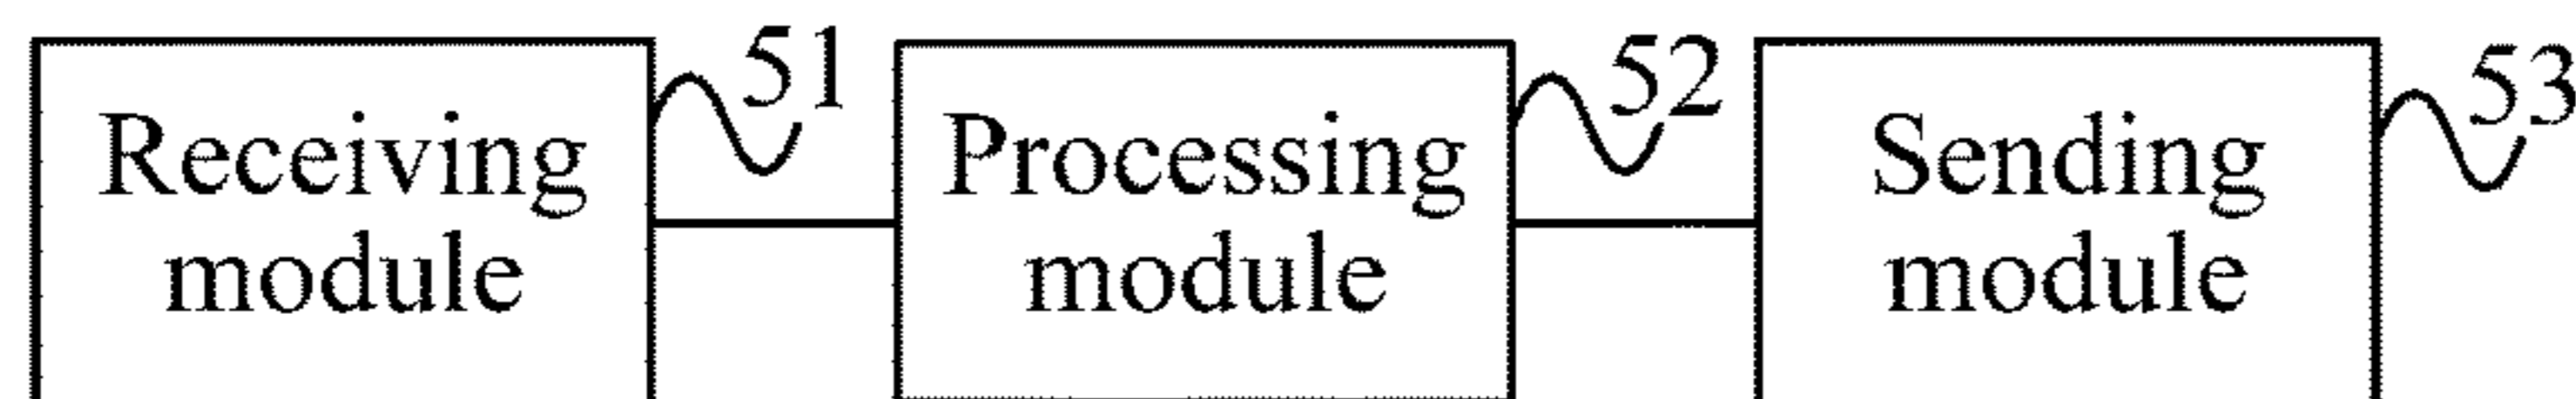 51
Receiving
module
52
Processing
module
53
Sending
module